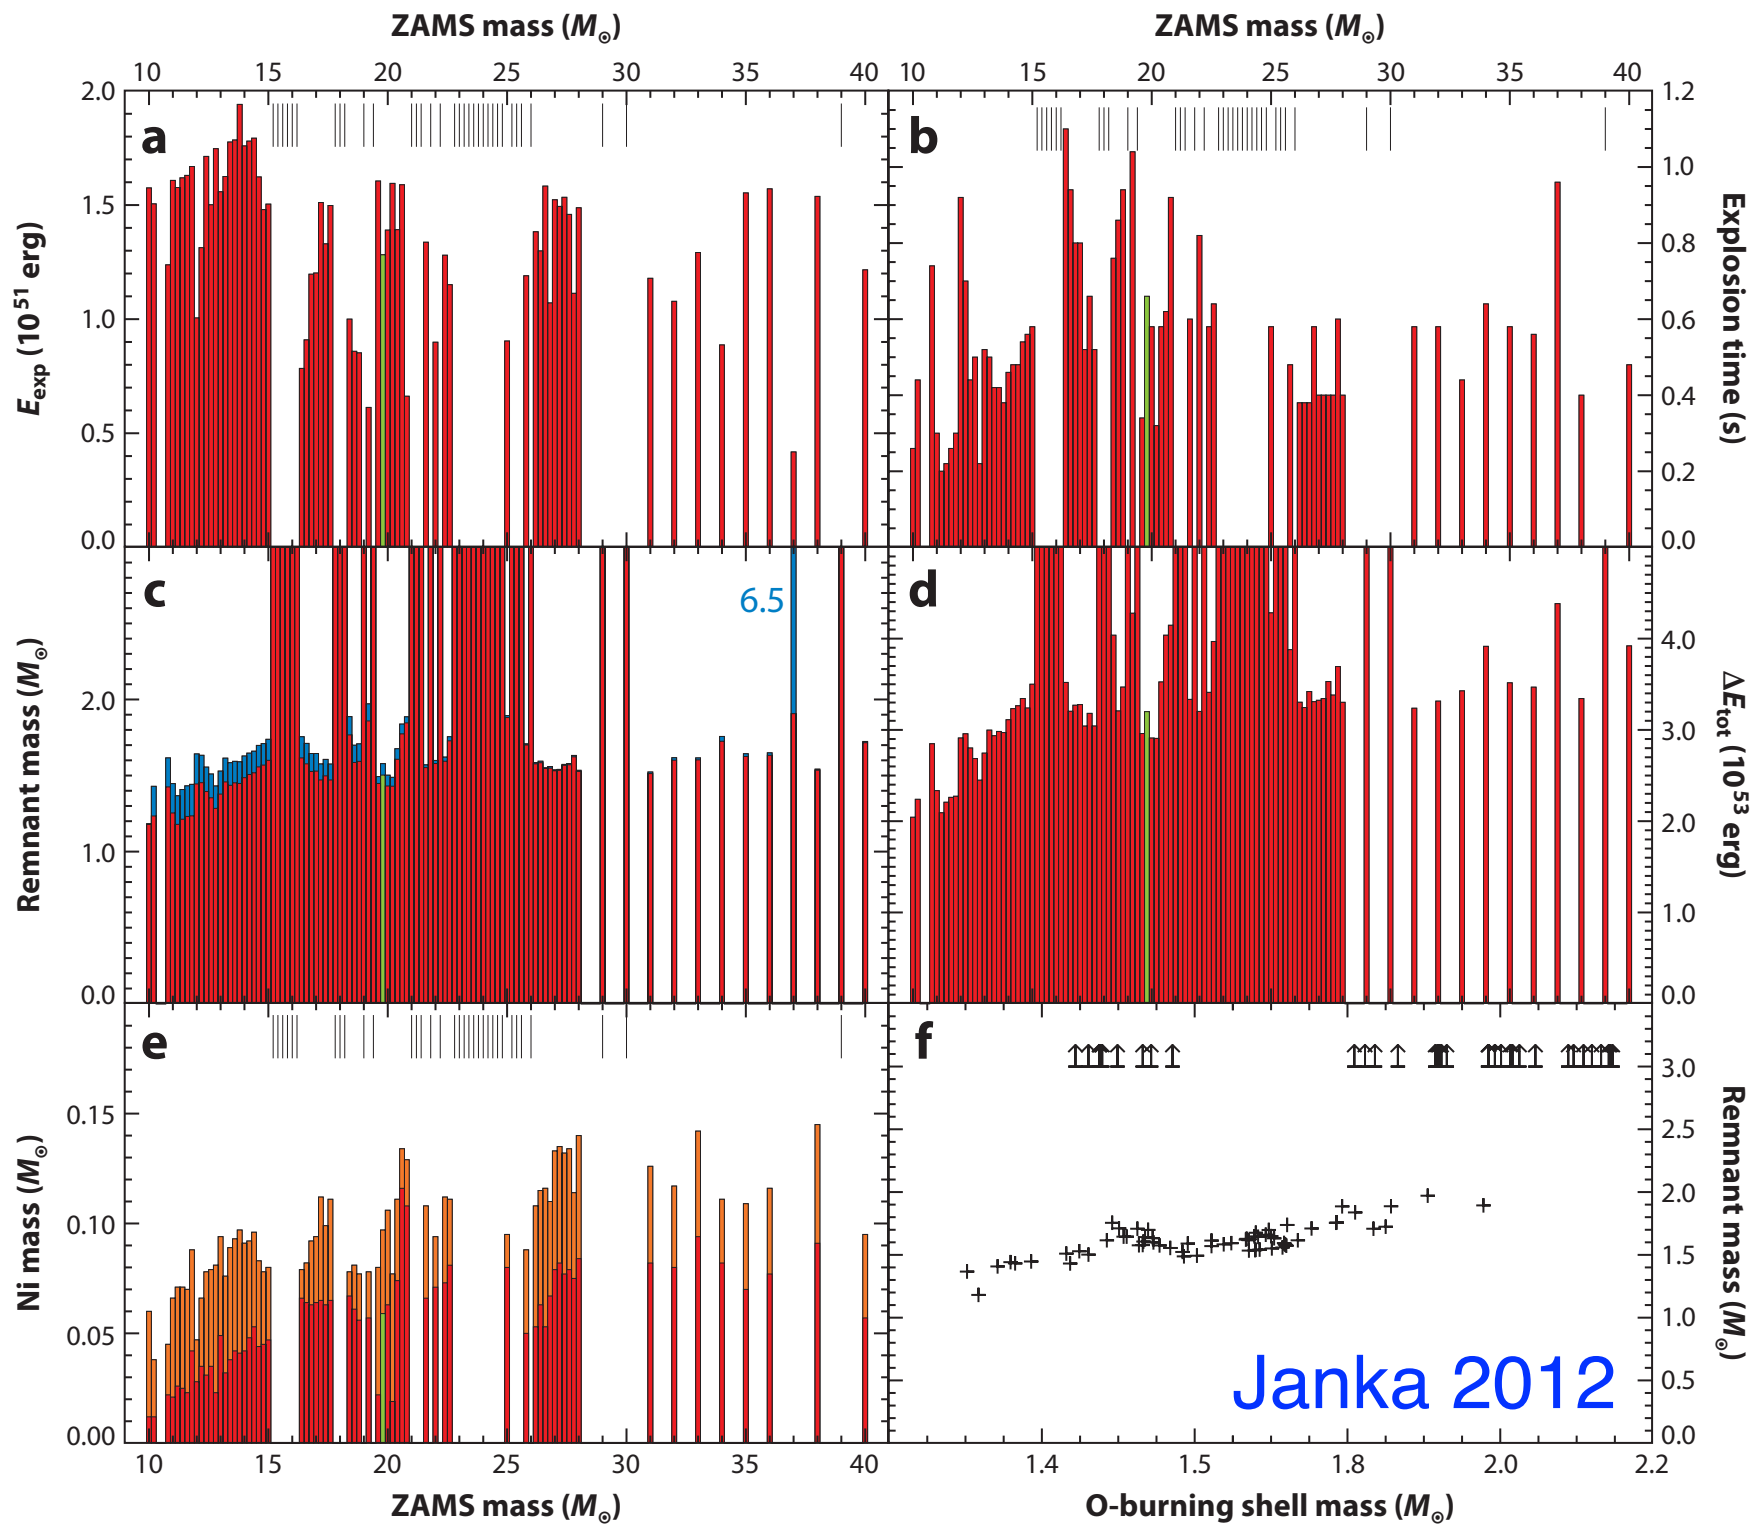 ZAMS mass (M⊙) ZAMS mass (M⊙)
10 15 20 25 30 35 40 10 15 20 25 30 35 40
a
2.0
1.5
1.0
0.5
0.0
Eexp (10^51 erg)
b
1.2
1.0
0.8
0.6
0.4
0.2
0.0
Explosion time (s)
c
6.5
2.0
1.0
0.0
Remnant mass (M⊙)
d
4.0
3.0
2.0
1.0
0.0
ΔEtot (10^53 erg)
e
0.15
0.10
0.05
0.00
Ni mass (M⊙)
f
3.0
2.5
2.0
1.5
1.0
0.5
0.0
Remnant mass (M⊙)
Janka 2012
10 15 20 25 30 35 40 1.4 1.5 1.8 2.0 2.2
ZAMS mass (M⊙) O-burning shell mass (M⊙)